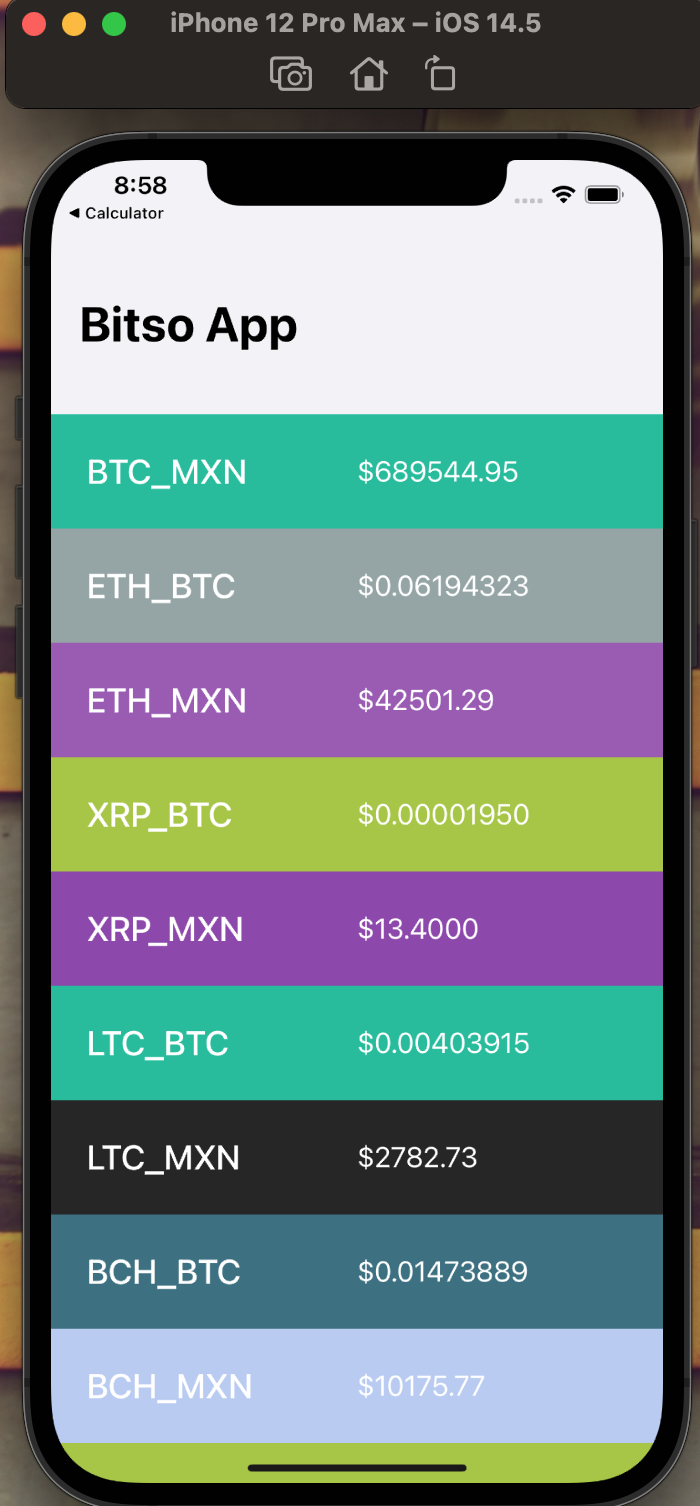 iPhone 12 Pro Max – iOS 14.5
8:58
◀ Calculator
Bitso App
BTC_MXN $689544.95
ETH_BTC $0.06194323
ETH_MXN $42501.29
XRP_BTC $0.00001950
XRP_MXN $13.4000
LTC_BTC $0.00403915
LTC_MXN $2782.73
BCH_BTC $0.01473889
BCH_MXN $10175.77